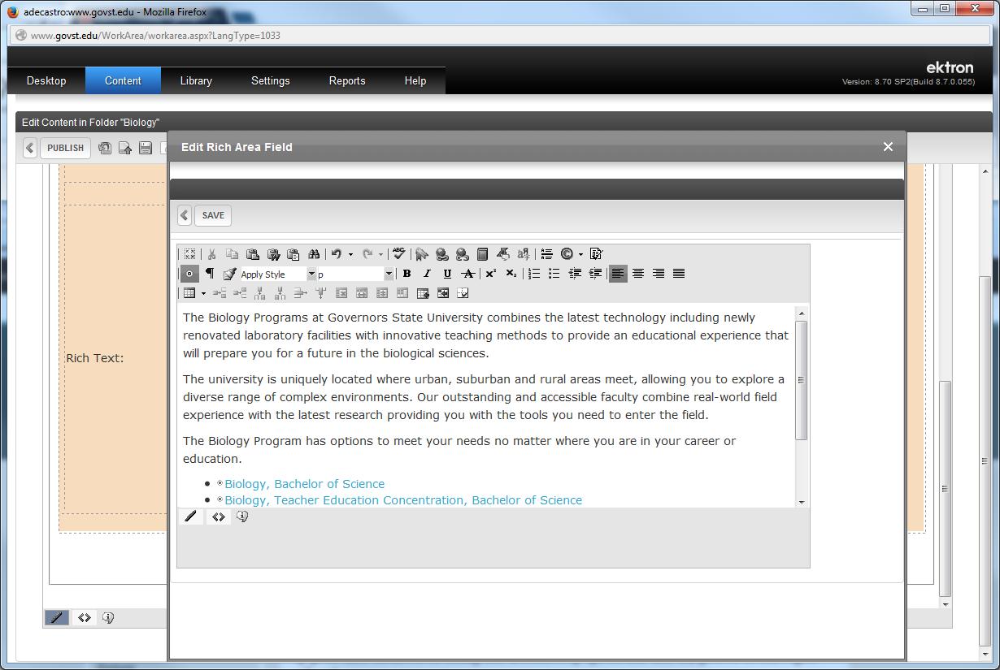 adecastro:www.govst.edu - Mozilla Firefox
www.govst.edu/WorkArea/workarea.aspx?LangType=1033
Desktop
Content
Library
Settings
Reports
Help
ektron
Version: 8.70 SP2(Build 8.7.0.055)
Edit Content in Folder "Biology"
PUBLISH
Edit Rich Area Field
SAVE
Apply Style
p
B I U A x² x₂
Rich Text:
The Biology Programs at Governors State University combines the latest technology including newly
renovated laboratory facilities with innovative teaching methods to provide an educational experience that
will prepare you for a future in the biological sciences.
The university is uniquely located where urban, suburban and rural areas meet, allowing you to explore a
diverse range of complex environments. Our outstanding and accessible faculty combine real-world field
experience with the latest research providing you with the tools you need to enter the field.
The Biology Program has options to meet your needs no matter where you are in your career or
education.
Biology, Bachelor of Science
Biology, Teacher Education Concentration, Bachelor of Science